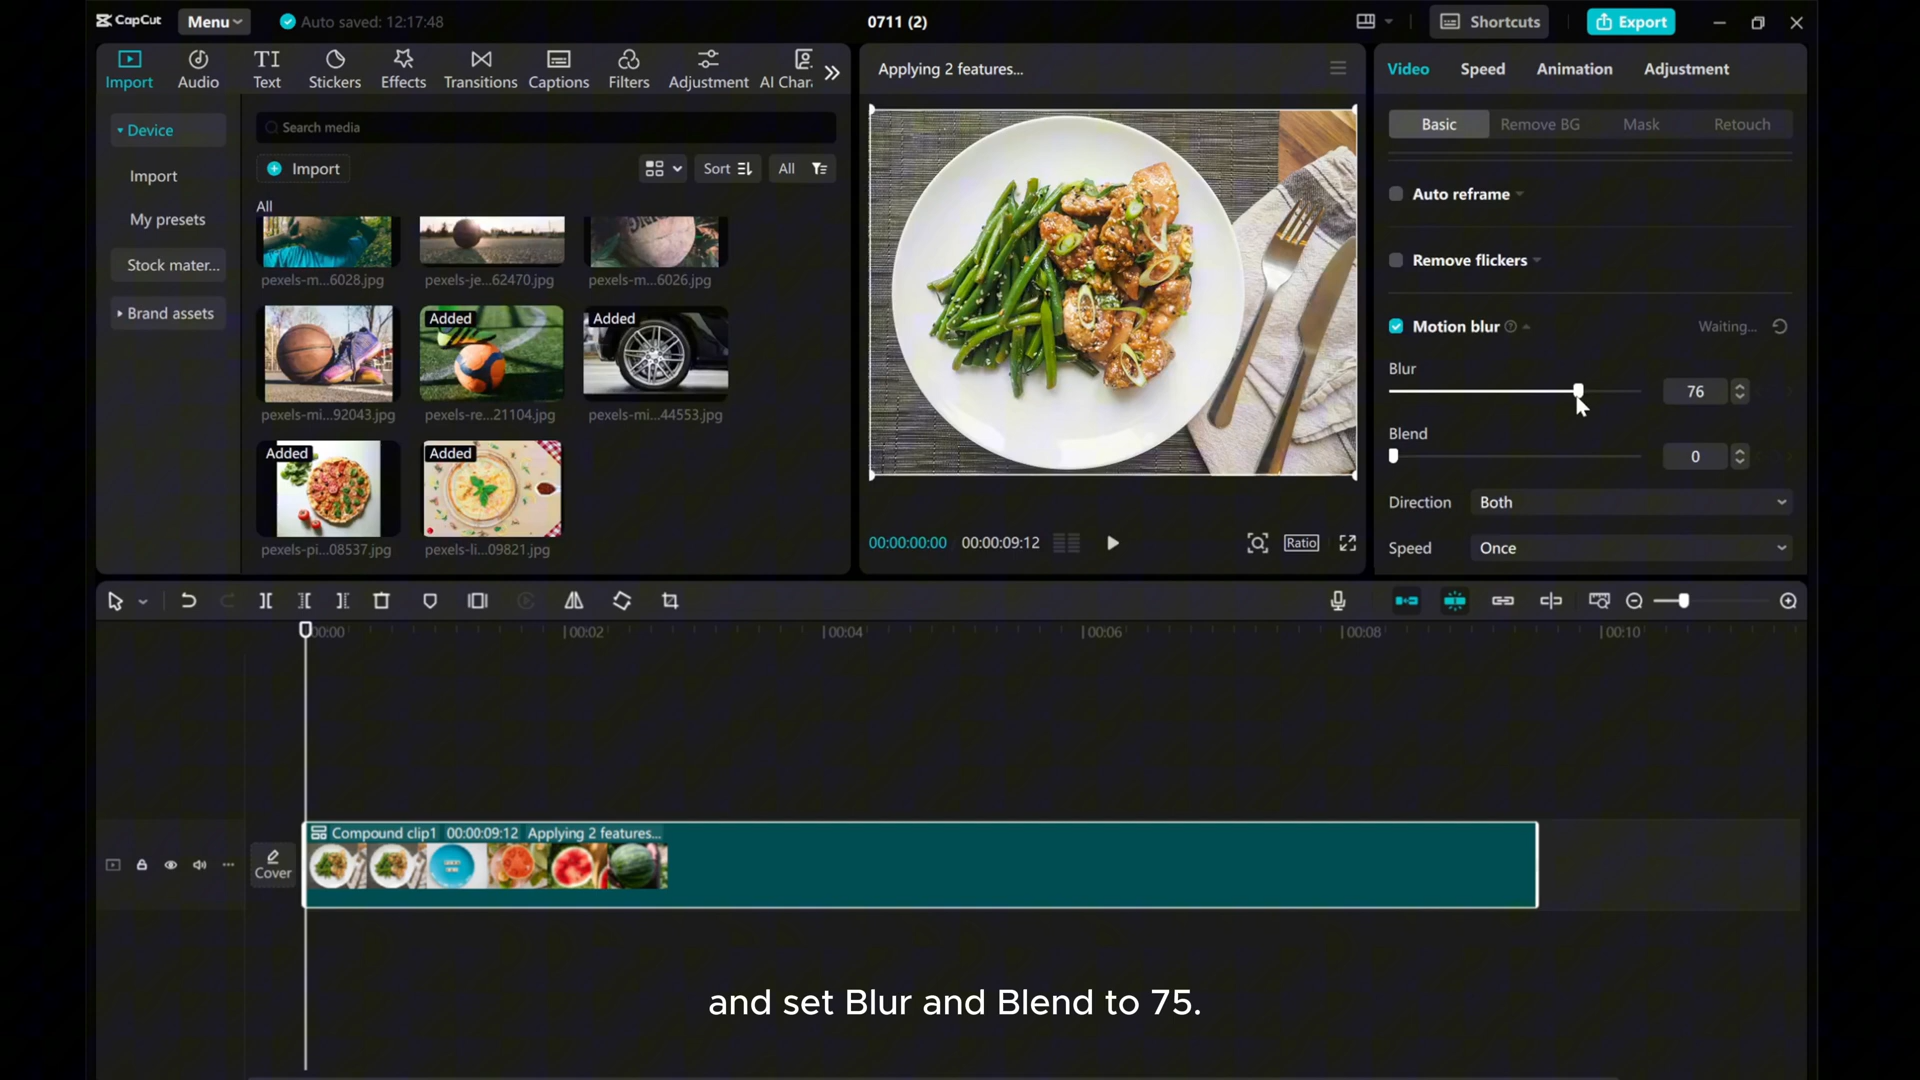 CapCut
Menu
Auto saved: 12:17:48
0711 (2)
Shortcuts
Export
Import
Audio
TI
Text
Stickers
Effects
Transitions
Captions
Filters
Adjustment
AI Char
Applying 2 features...
Video
Speed
Animation
Adjustment
Device
Import
My presets
Stock mater...
Brand assets
Search media
Import
Sort
All
All
pexels-m...6028.jpg
pexels-je...62470.jpg
pexels-m...6026.jpg
Added
Added
pexels-mi...92043.jpg
pexels-re...21104.jpg
pexels-mi...44553.jpg
Added
Added
pexels-pi...08537.jpg
pexels-li...09821.jpg
00:00:00:00
00:00:09:12
Ratio
Basic
Remove BG
Mask
Retouch
Auto reframe
Remove flickers
Motion blur
Waiting...
Blur
76
Blend
0
Direction
Both
Speed
Once
00:00
00:02
00:04
00:06
00:08
00:10
Cover
Compound clip1 00:00:09:12 Applying 2 features...
and set Blur and Blend to 75.